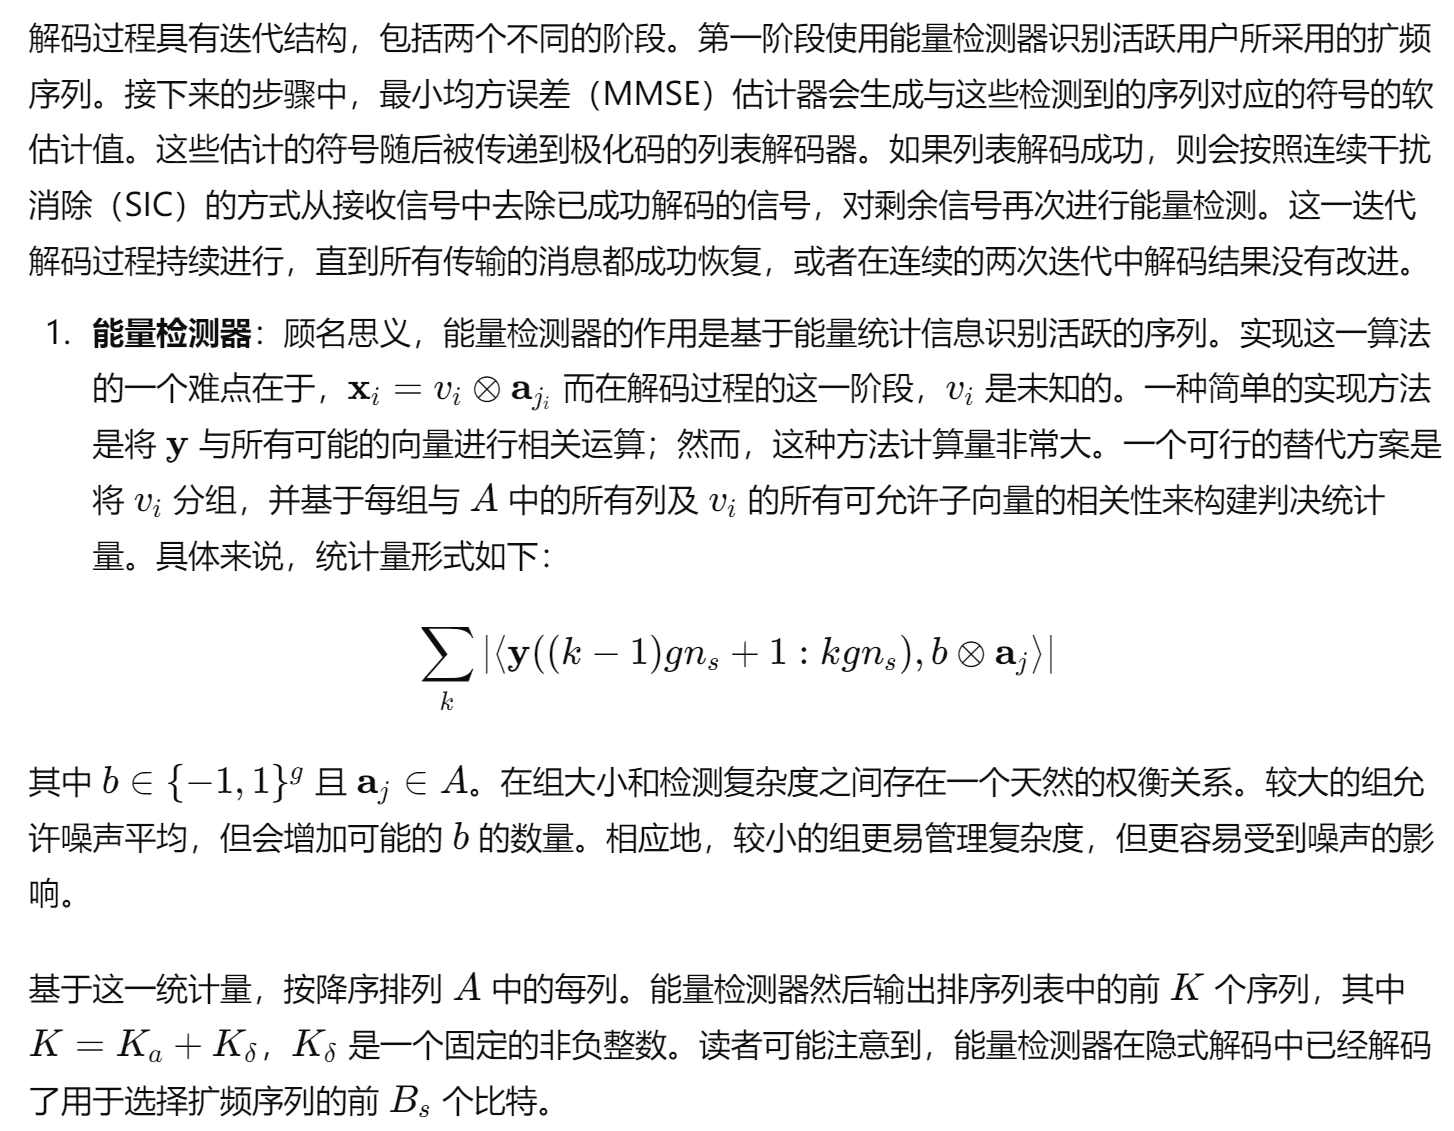 解码过程具有迭代结构，包括两个不同的阶段。第一阶段使用能量检测器识别活跃用户所采用的扩频
序列。接下来的步骤中，最小均方误差（MMSE）估计器会生成与这些检测到的序列对应的符号的软
估计值。这些估计的符号随后被传递到极化码的列表解码器。如果列表解码成功，则会按照连续干扰
消除（SIC）的方式从接收信号中去除已成功解码的信号，对剩余信号再次进行能量检测。这一迭代
解码过程持续进行，直到所有传输的消息都成功恢复，或者在连续的两次迭代中解码结果没有改进。
1. 能量检测器：顾名思义，能量检测器的作用是基于能量统计信息识别活跃的序列。实现这一算法
的一个难点在于，$\mathbf{x}_i = v_i \otimes \mathbf{a}_{j_i}$ 而在解码过程的这一阶段，$v_i$ 是未知的。一种简单的实现方法
是将 $\mathbf{y}$ 与所有可能的向量进行相关运算；然而，这种方法计算量非常大。一个可行的替代方案是
将 $v_i$ 分组，并基于每组与 $A$ 中的所有列及 $v_i$ 的所有可允许子向量的相关性来构建判决统计
量。具体来说，统计量形式如下：
$\sum_k |\langle \mathbf{y}((k-1)gn_s + 1 : kgn_s), b \otimes \mathbf{a}_j \rangle|$
其中 $b \in \{-1, 1\}^g$ 且 $\mathbf{a}_j \in A$。在组大小和检测复杂度之间存在一个天然的权衡关系。较大的组允
许噪声平均，但会增加可能的 $b$ 的数量。相应地，较小的组更易管理复杂度，但更容易受到噪声的影
响。
基于这一统计量，按降序排列 $A$ 中的每列。能量检测器然后输出排序列表中的前 $K$ 个序列，其中
$K = K_a + K_\delta$，$K_\delta$ 是一个固定的非负整数。读者可能注意到，能量检测器在隐式解码中已经解码
了用于选择扩频序列的前 $B_s$ 个比特。